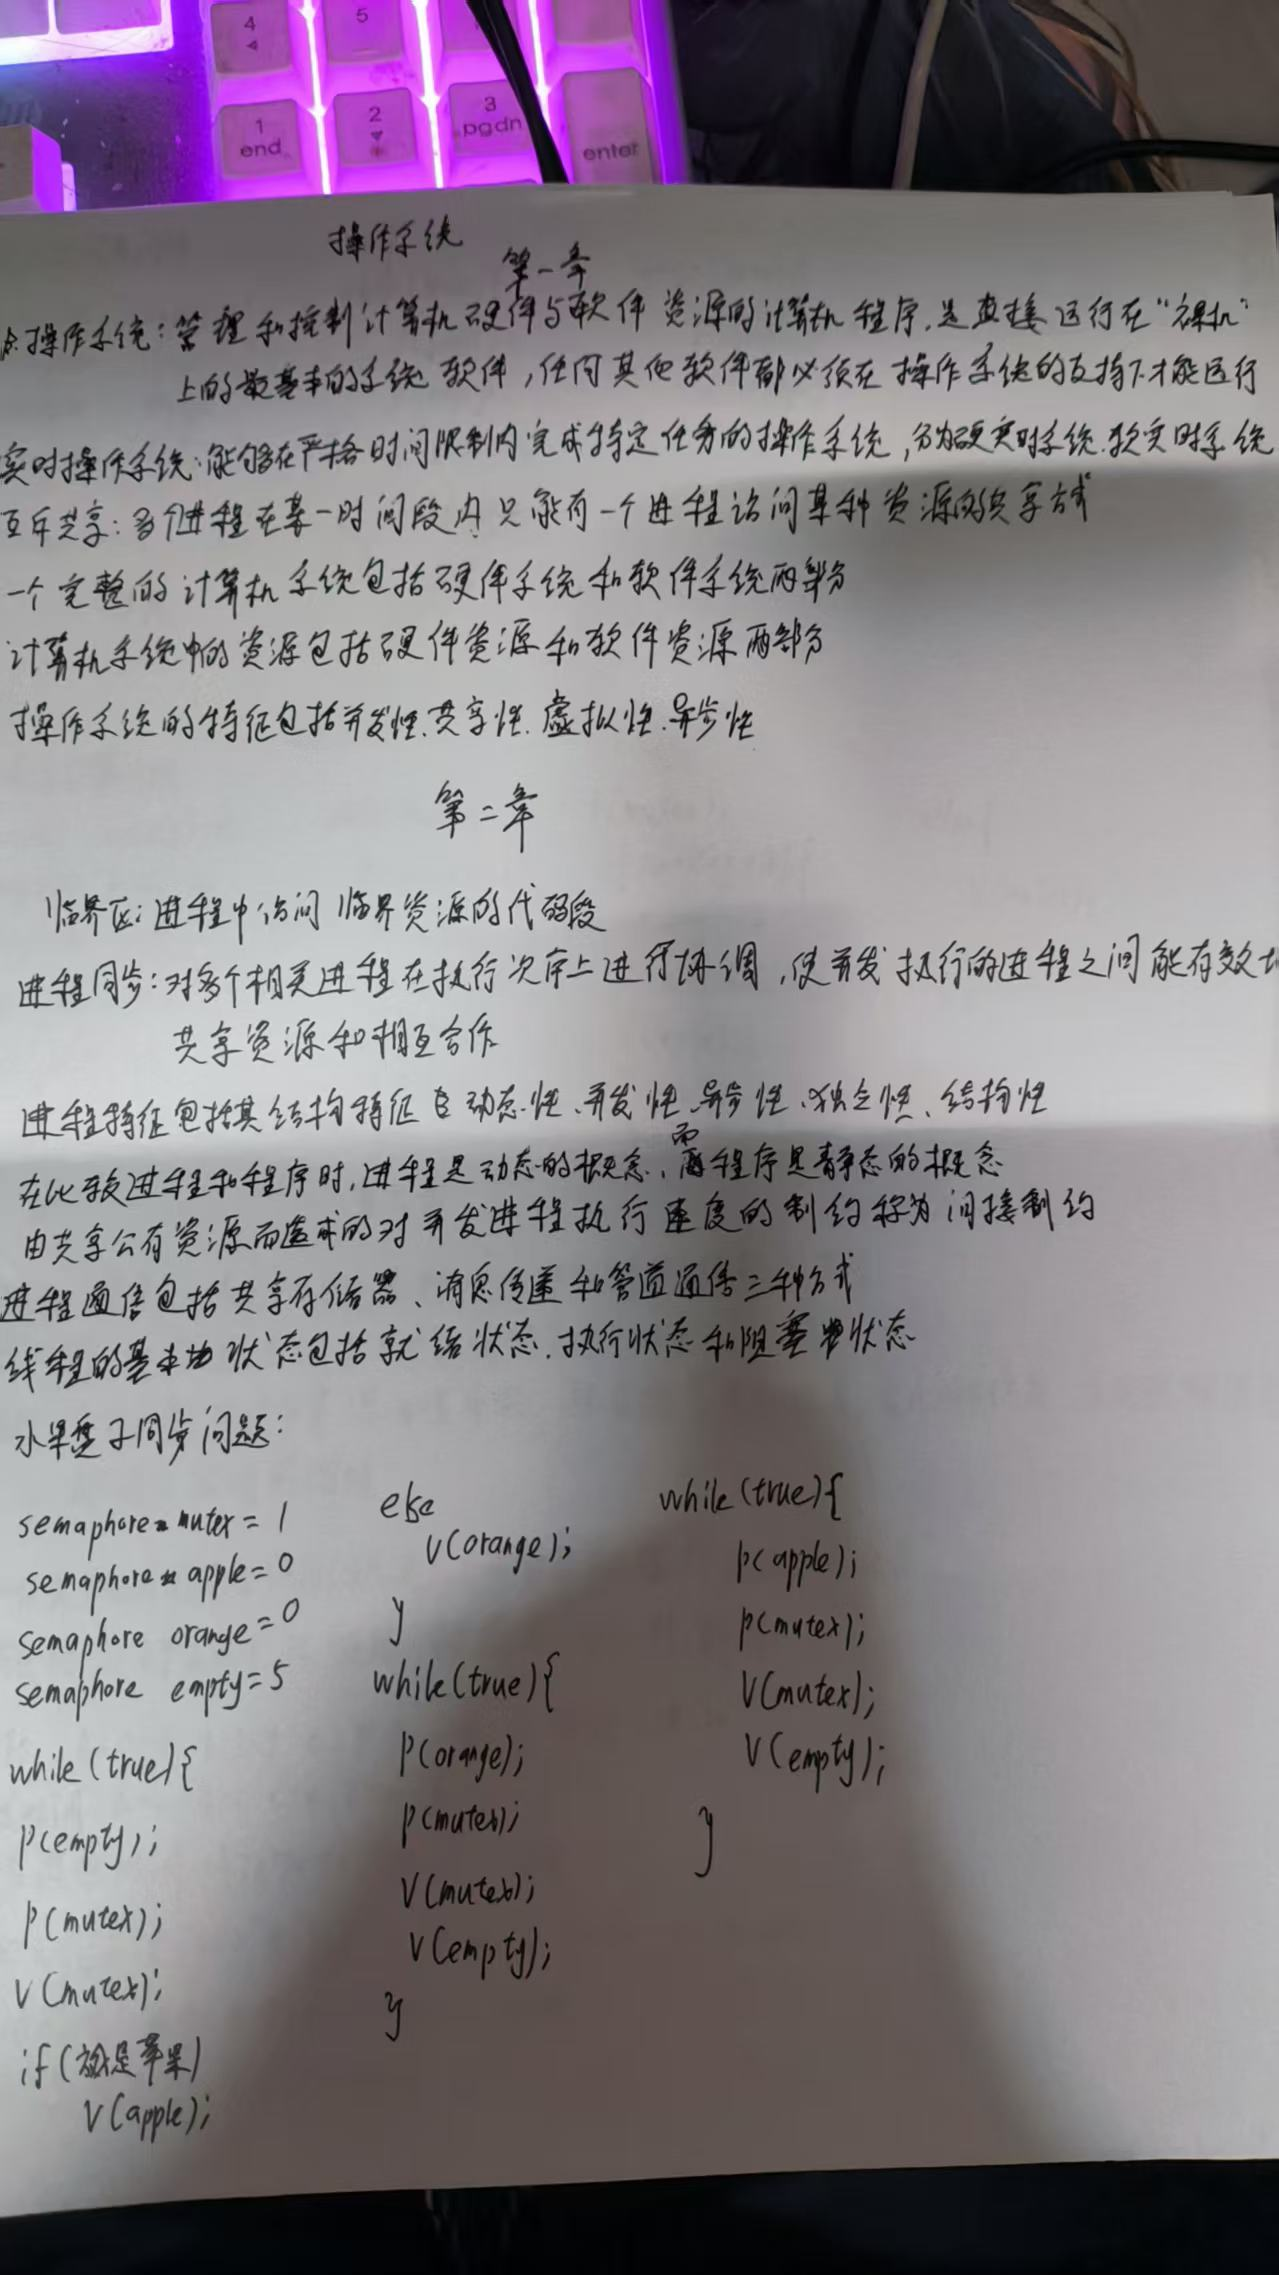 4
5
1
end
2
3
pgdn
enter
操作系统
第一章
操作系统：管理和控制计算机硬件与软件资源的计算机程序，是直接运行在“裸机”
上的最基本的系统软件，任何其他软件都必须在操作系统的支持下才能运行
实时操作系统：能够在严格时间限制内完成特定任务的操作系统，分为硬实时系统、软实时系统
互斥共享：多个进程在某一时间段内只能有一个进程访问某种资源的共享方式
一个完整的计算机系统包括硬件系统和软件系统两部分
计算机系统中的资源包括硬件资源和软件资源两部分
操作系统的特征包括并发性、共享性、虚拟性、异步性
第二章
临界区：进程中访问临界资源的代码段
进程同步：对多个相关进程在执行次序上进行协调，使并发执行的进程之间能有效地
共享资源和相互合作
进程特征包括其结构特征 动态性、并发性、异步性、独立性、结构性
在比较进程和程序时，进程是动态的概念，而程序是静态的概念
由共享公有资源而造成的对并发进程执行速度的制约称为间接制约
进程通信包括共享存储器、消息传递和管道通信三种方式
线程的基本状态包括就绪状态、执行状态和阻塞状态
水果盘子同步问题：
semaphore mutex = 1
semaphore apple = 0
semaphore orange = 0
semaphore empty = 5
while (true) {
p(empty);
p(mutex);
v(mutex);
if (放的是苹果)
v(apple);
else
v(orange);
}
while (true) {
p(orange);
p(mutex);
v(mutex);
v(empty);
}
while (true) {
p(apple);
p(mutex);
v(mutex);
v(empty);
}